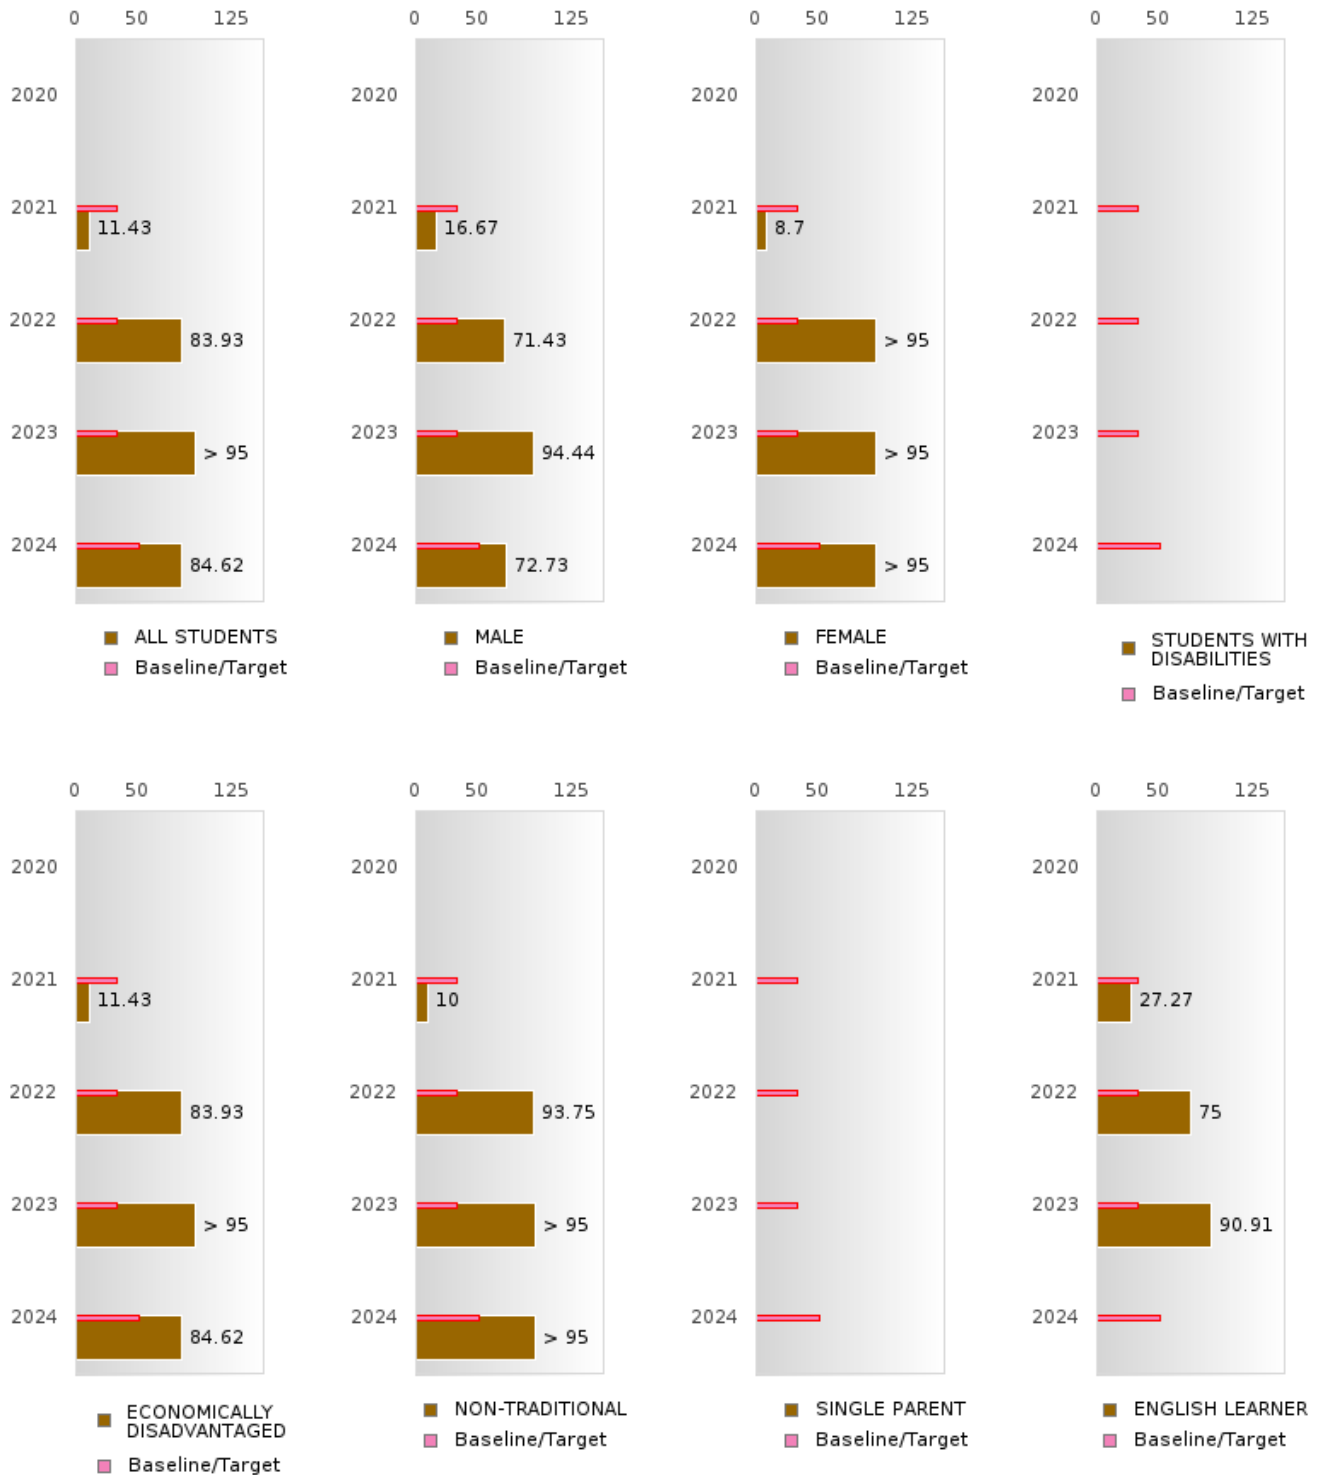 0 50 125 0 50 125 0 50 125 0 50 125
2020 2020 2020 2020
2021 11.43 2021 16.67 2021 8.7 2021
2022 83.93 2022 71.43 2022 > 95 2022
2023 > 95 2023 94.44 2023 > 95 2023
2024 84.62 2024 72.73 2024 > 95 2024
ALL STUDENTS MALE FEMALE STUDENTS WITH
DISABILITIES
Baseline/Target Baseline/Target Baseline/Target Baseline/Target
0 50 125 0 50 125 0 50 125 0 50 125
2020 2020 2020 2020
2021 11.43 2021 10 2021 2021 27.27
2022 83.93 2022 93.75 2022 2022 75
2023 > 95 2023 > 95 2023 2023 90.91
2024 84.62 2024 > 95 2024 2024
ECONOMICALLY NON-TRADITIONAL SINGLE PARENT ENGLISH LEARNER
DISADVANTAGED
Baseline/Target Baseline/Target Baseline/Target Baseline/Target